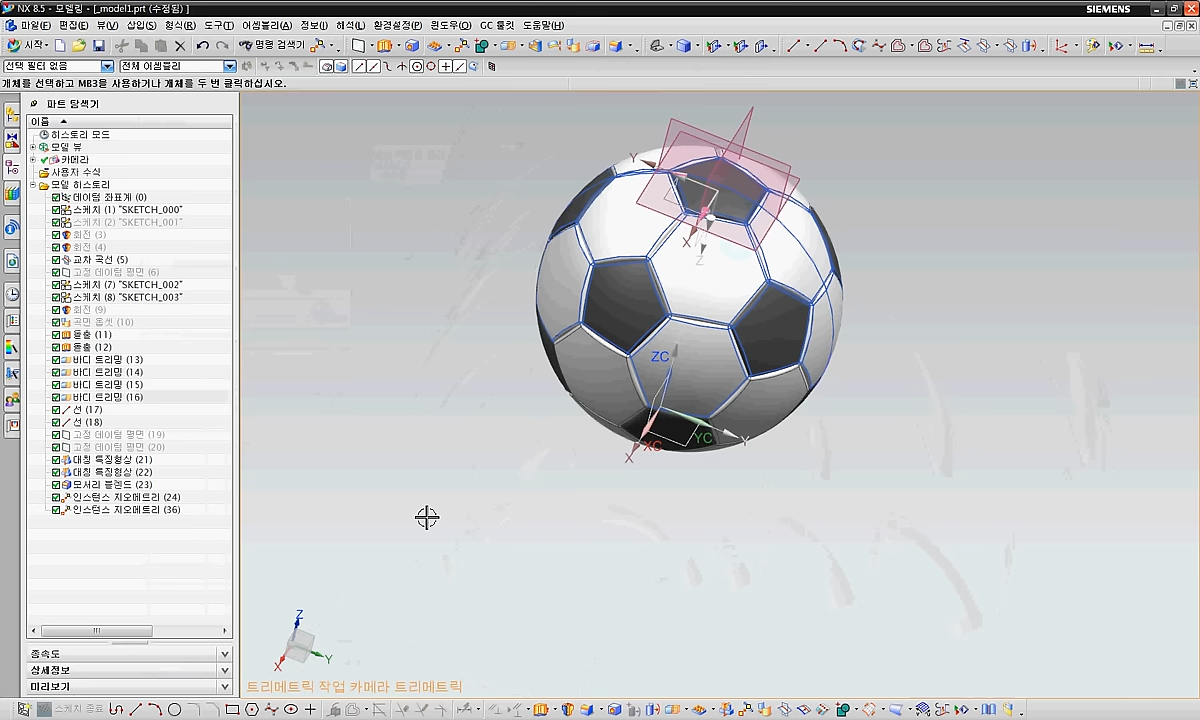 NX 8.5 - 모델링 - [_model1.prt (수정됨) ]
SIEMENS
파일(F) 편집(E) 뷰(V) 삽입(S) 형식(R) 도구(T) 어셈블리(A) 정보(I) 해석(L) 환경설정(P) 윈도우(O) GC 툴킷 도움말(H)
시작 명령 검색기
선택 필터 없음 전체 어셈블리
개체를 선택하고 MB3을 사용하거나 개체를 두 번 클릭하십시오.
파트 탐색기
이름
히스토리 모드
모델 뷰
카메라
사용자 수식
모델 히스토리
데이텀 좌표계 (0)
스케치 (1) "SKETCH_000"
스케치 (2) "SKETCH_001"
회전 (3)
회전 (4)
교차 곡선 (5)
고정 데이텀 평면 (6)
스케치 (7) "SKETCH_002"
스케치 (8) "SKETCH_003"
회전 (9)
곡면 옵셋 (10)
돌출 (11)
돌출 (12)
바디 트리밍 (13)
바디 트리밍 (14)
바디 트리밍 (15)
바디 트리밍 (16)
선 (17)
선 (18)
고정 데이텀 평면 (19)
고정 데이텀 평면 (20)
대칭 특징형상 (21)
대칭 특징형상 (22)
모서리 블렌드 (23)
인스턴스 지오메트리 (24)
인스턴스 지오메트리 (36)
종속도
상세정보
미리보기
Y
X
Z
ZC
XC
YC
X
Y
Z
X
Y
트리메트릭 작업 카메라 트리메트릭
스케치 종료